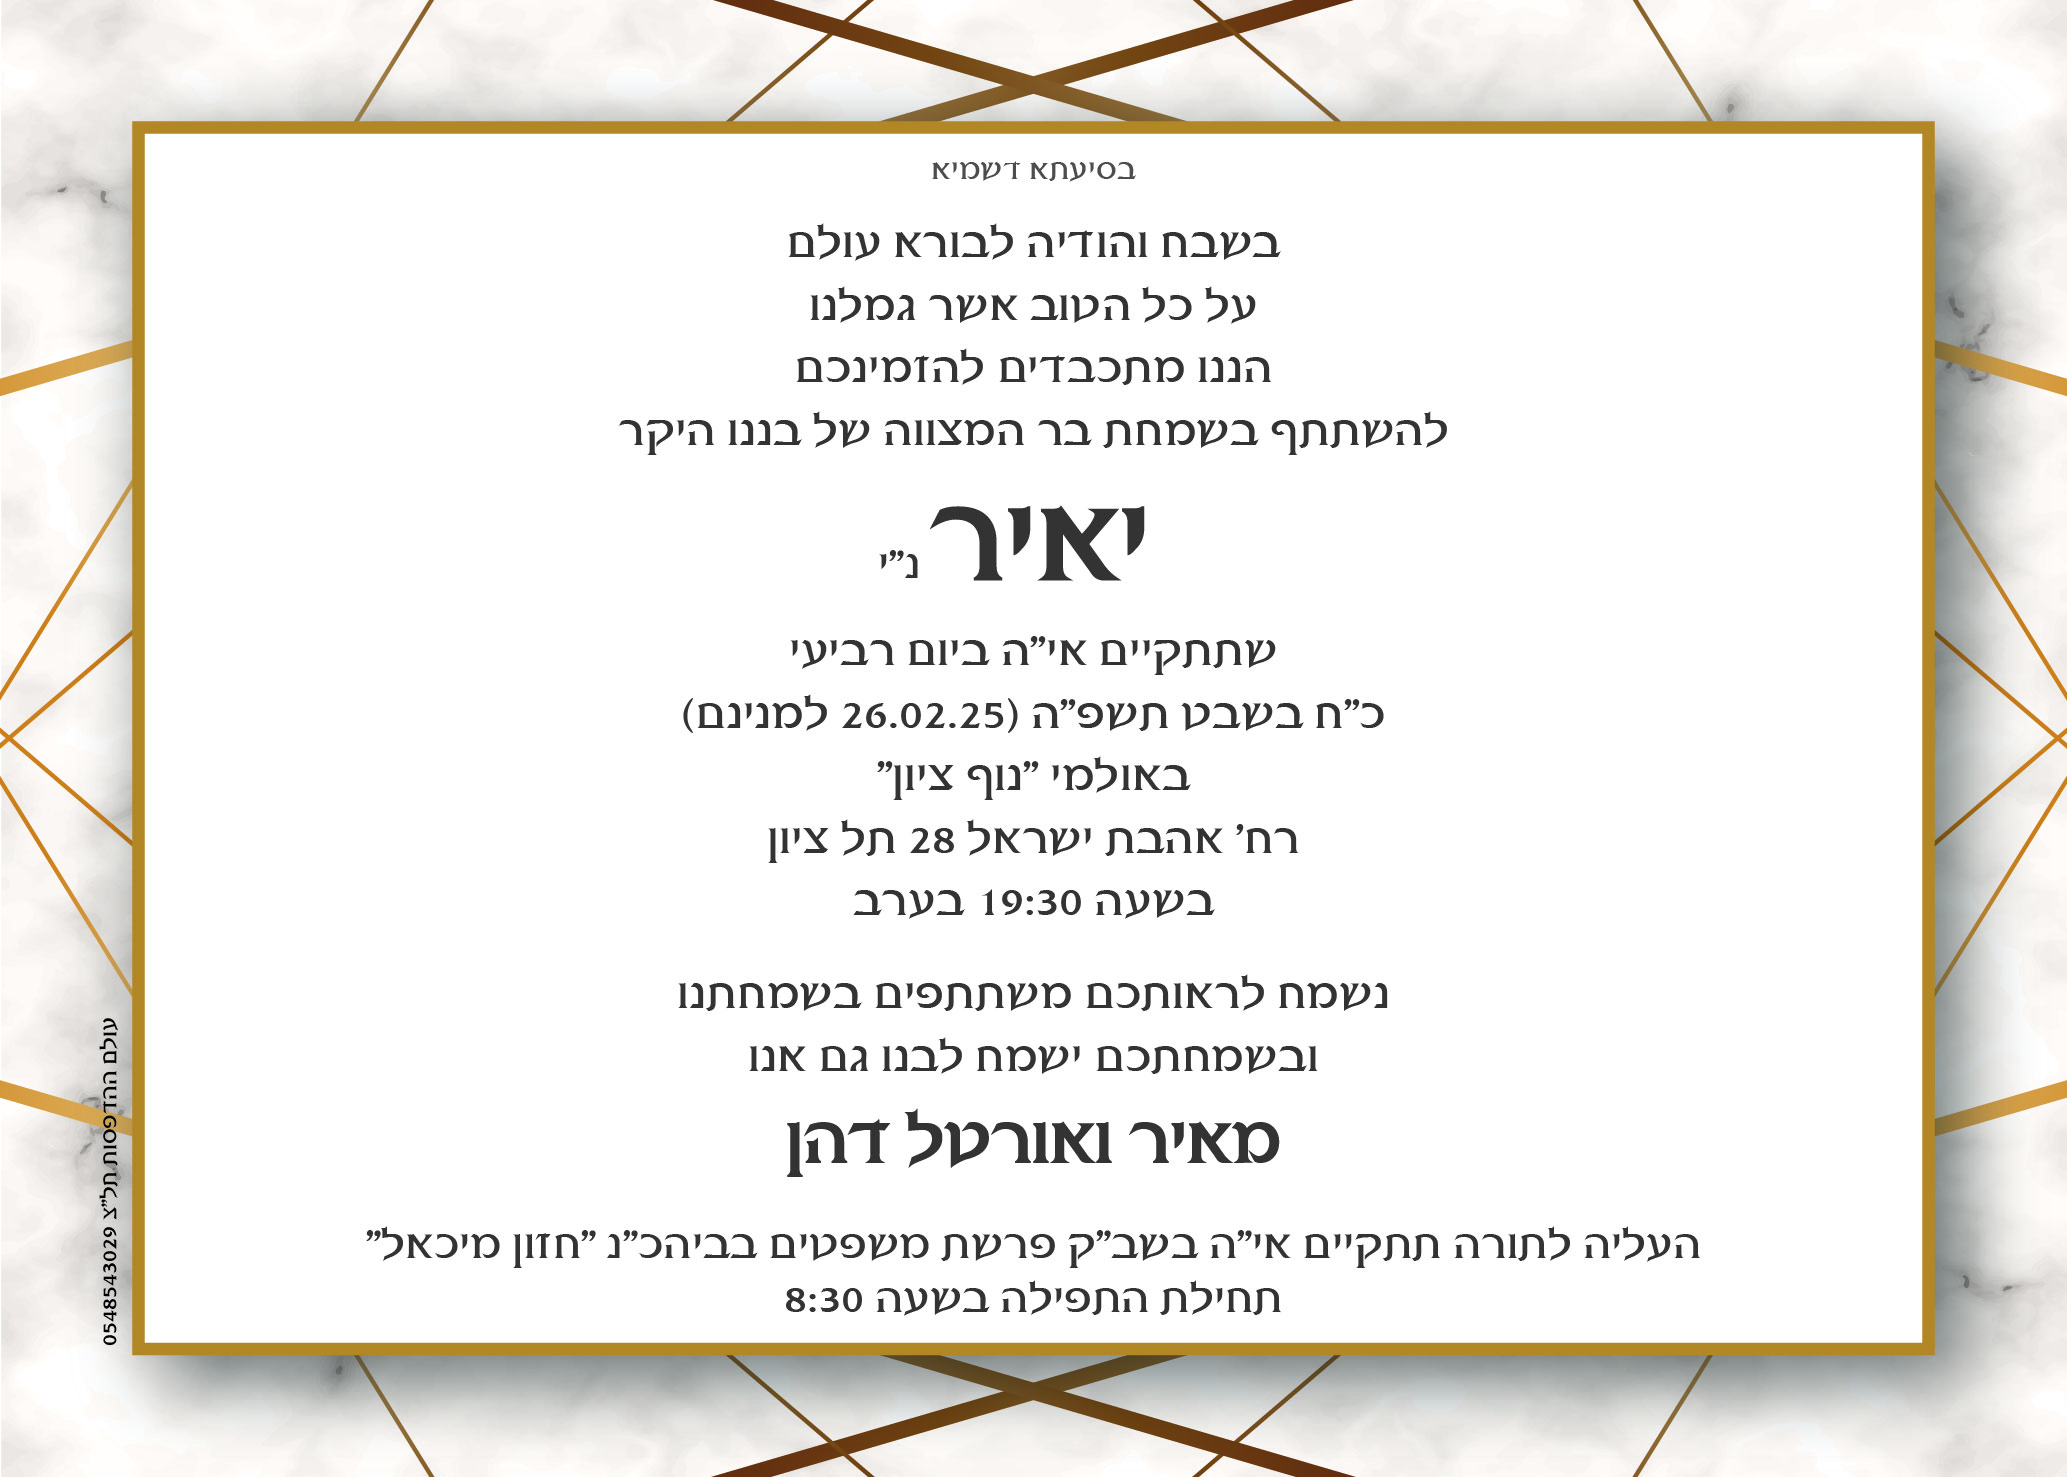 בסיעתא דשמיא
בשבח והודיה לבורא עולם
על כל הטוב אשר גמלנו
הננו מתכבדים להזמינכם
להשתתף בשמחת בר המצווה של בננו היקר
יאיר נ"י
שתתקיים אי"ה ביום רביעי
כ"ח בשבט תשפ"ה (26.02.25 למנינם)
באולמי "נוף ציון"
רח' אהבת ישראל 28 תל ציון
בשעה 19:30 בערב
נשמח לראותכם משתתפים בשמחתנו
ובשמחתכם ישמח לבנו גם אנו
מאיר ואורטל דהן
העליה לתורה תתקיים אי"ה בשב"ק פרשת משפטים בביהכ"נ "חזון מיכאל"
תחילת התפילה בשעה 8:30
עולם ההדפסות תל"צ 0548543029